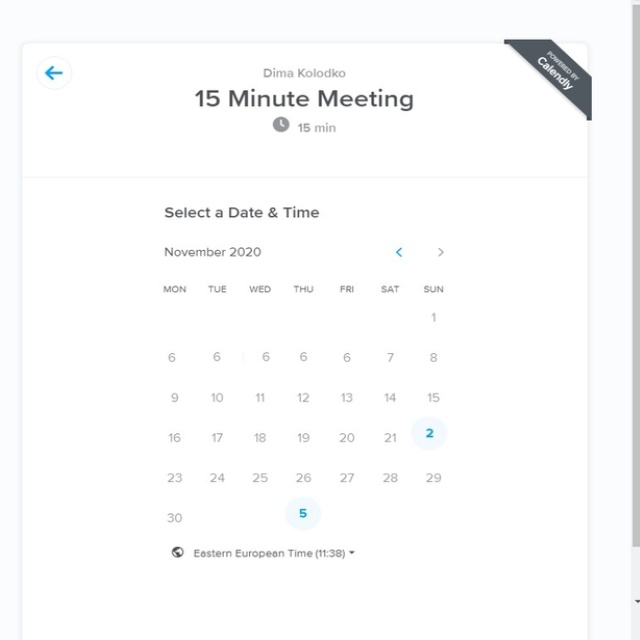 POWERED BY
Calendly
Dima Kolodko
15 Minute Meeting
15 min
Select a Date & Time
November 2020
MON TUE WED THU FRI SAT SUN
1
6 6 6 6 6 7 8
9 10 11 12 13 14 15
16 17 18 19 20 21 2
23 24 25 26 27 28 29
30 5
Eastern European Time (11:38)